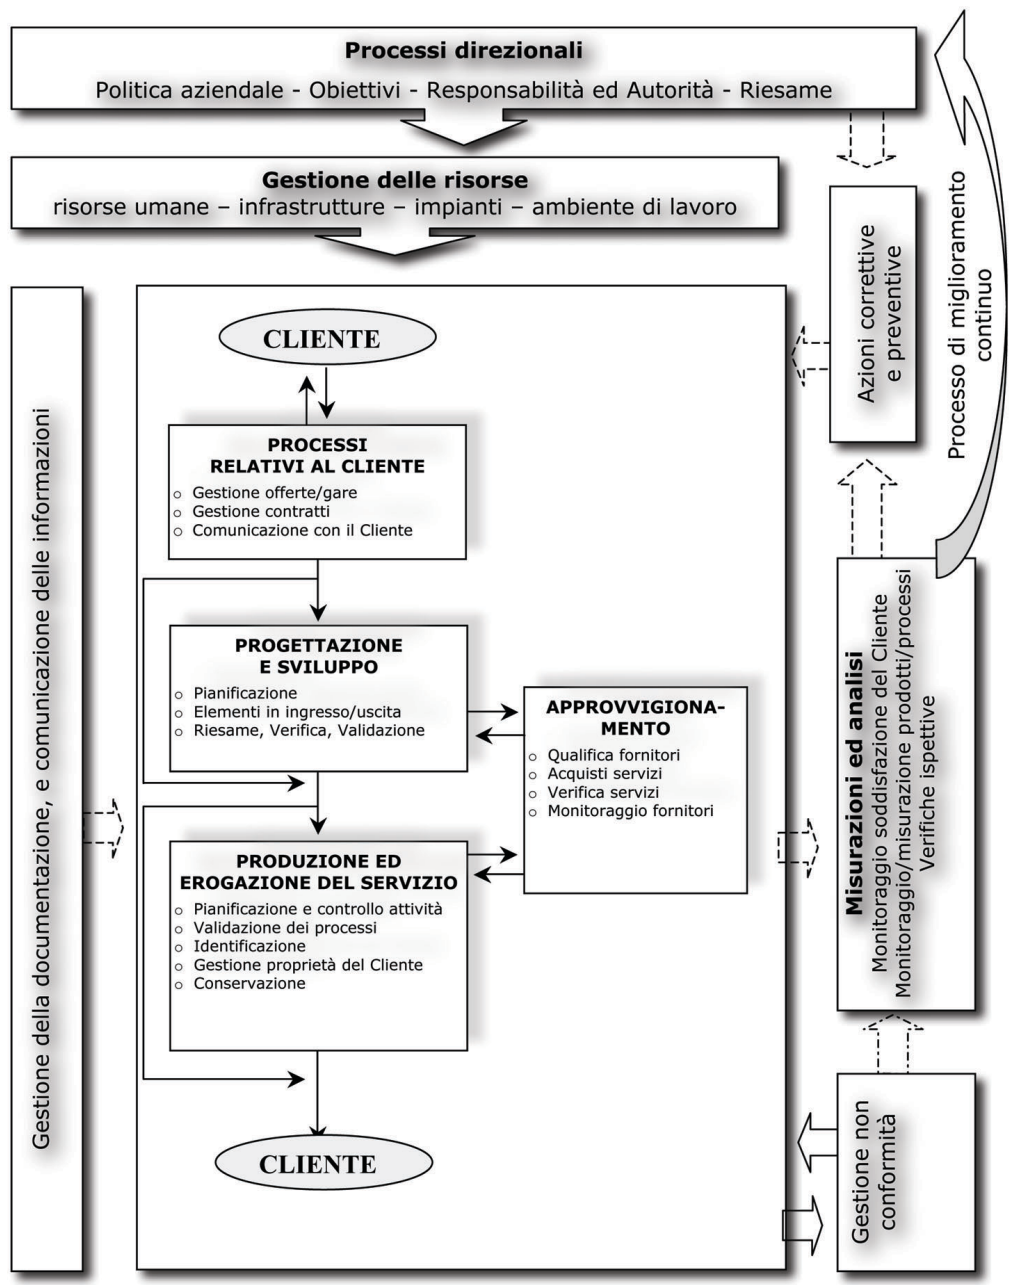 Processi direzionali
Politica aziendale - Obiettivi - Responsabilità ed Autorità - Riesame
Gestione delle risorse
risorse umane – infrastrutture – impianti – ambiente di lavoro
Gestione della documentazione, e comunicazione delle informazioni
CLIENTE
PROCESSI
RELATIVI AL CLIENTE
o Gestione offerte/gare
o Gestione contratti
o Comunicazione con il Cliente
PROGETTAZIONE
E SVILUPPO
o Pianificazione
o Elementi in ingresso/uscita
o Riesame, Verifica, Validazione
APPROVVIGIONA-
MENTO
o Qualifica fornitori
o Acquisti servizi
o Verifica servizi
o Monitoraggio fornitori
PRODUZIONE ED
EROGAZIONE DEL SERVIZIO
o Pianificazione e controllo attività
o Validazione dei processi
o Identificazione
o Gestione proprietà del Cliente
o Conservazione
CLIENTE
Azioni correttive
e preventive
Processo di miglioramento
continuo
Misurazioni ed analisi
Monitoraggio soddisfazione del Cliente
Monitoraggio/misurazione prodotti/processi
Verifiche ispettive
Gestione non
conformità